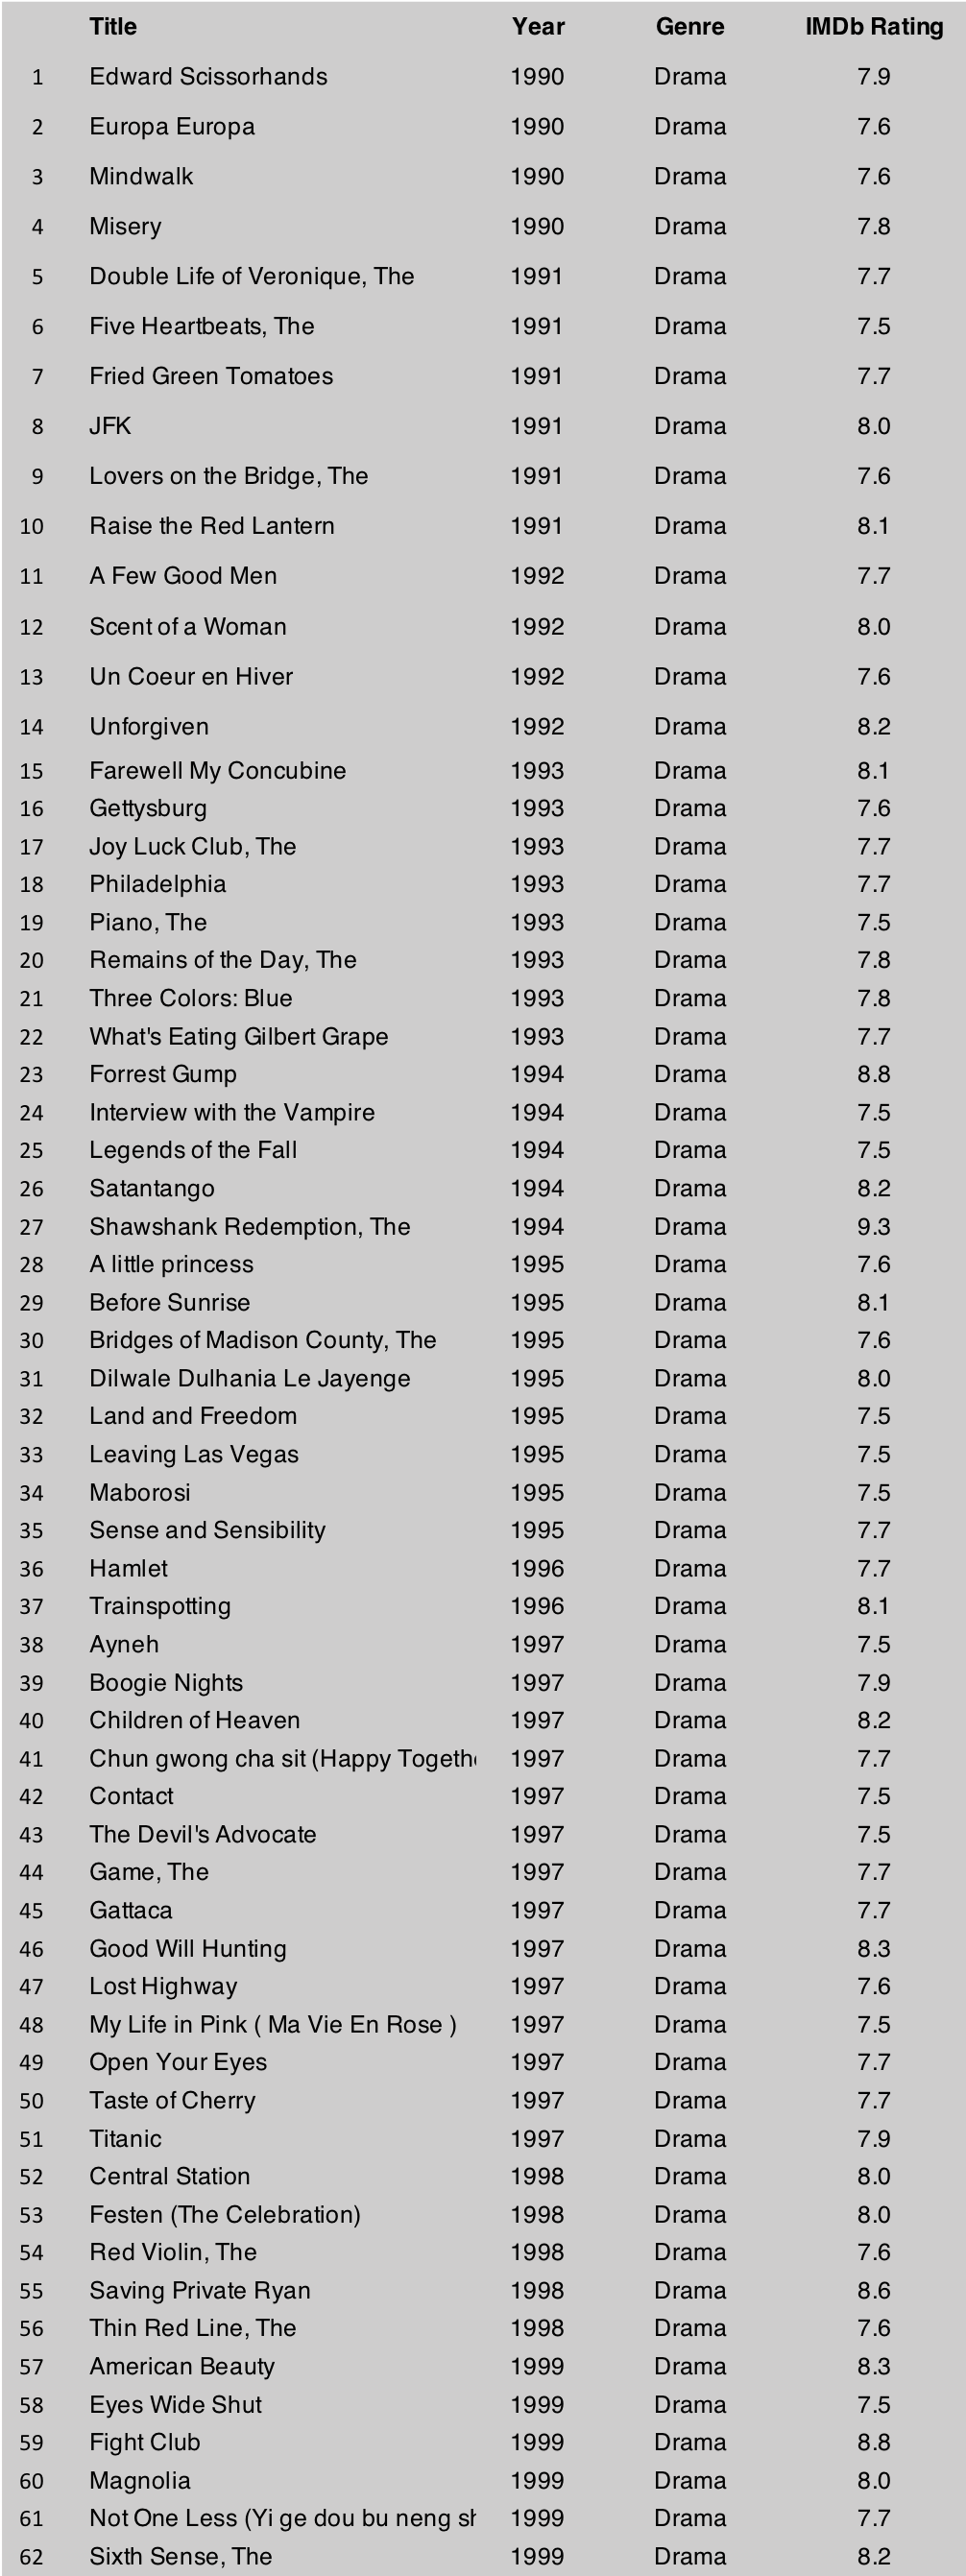 Title Year Genre IMDb Rating
1 Edward Scissorhands 1990 Drama 7.9
2 Europa Europa 1990 Drama 7.6
3 Mindwalk 1990 Drama 7.6
4 Misery 1990 Drama 7.8
5 Double Life of Veronique, The 1991 Drama 7.7
6 Five Heartbeats, The 1991 Drama 7.5
7 Fried Green Tomatoes 1991 Drama 7.7
8 JFK 1991 Drama 8.0
9 Lovers on the Bridge, The 1991 Drama 7.6
10 Raise the Red Lantern 1991 Drama 8.1
11 A Few Good Men 1992 Drama 7.7
12 Scent of a Woman 1992 Drama 8.0
13 Un Coeur en Hiver 1992 Drama 7.6
14 Unforgiven 1992 Drama 8.2
15 Farewell My Concubine 1993 Drama 8.1
16 Gettysburg 1993 Drama 7.6
17 Joy Luck Club, The 1993 Drama 7.7
18 Philadelphia 1993 Drama 7.7
19 Piano, The 1993 Drama 7.5
20 Remains of the Day, The 1993 Drama 7.8
21 Three Colors: Blue 1993 Drama 7.8
22 What's Eating Gilbert Grape 1993 Drama 7.7
23 Forrest Gump 1994 Drama 8.8
24 Interview with the Vampire 1994 Drama 7.5
25 Legends of the Fall 1994 Drama 7.5
26 Satantango 1994 Drama 8.2
27 Shawshank Redemption, The 1994 Drama 9.3
28 A little princess 1995 Drama 7.6
29 Before Sunrise 1995 Drama 8.1
30 Bridges of Madison County, The 1995 Drama 7.6
31 Dilwale Dulhania Le Jayenge 1995 Drama 8.0
32 Land and Freedom 1995 Drama 7.5
33 Leaving Las Vegas 1995 Drama 7.5
34 Maborosi 1995 Drama 7.5
35 Sense and Sensibility 1995 Drama 7.7
36 Hamlet 1996 Drama 7.7
37 Trainspotting 1996 Drama 8.1
38 Ayneh 1997 Drama 7.5
39 Boogie Nights 1997 Drama 7.9
40 Children of Heaven 1997 Drama 8.2
41 Chun gwong cha sit (Happy Togethe 1997 Drama 7.7
42 Contact 1997 Drama 7.5
43 The Devil's Advocate 1997 Drama 7.5
44 Game, The 1997 Drama 7.7
45 Gattaca 1997 Drama 7.7
46 Good Will Hunting 1997 Drama 8.3
47 Lost Highway 1997 Drama 7.6
48 My Life in Pink ( Ma Vie En Rose ) 1997 Drama 7.5
49 Open Your Eyes 1997 Drama 7.7
50 Taste of Cherry 1997 Drama 7.7
51 Titanic 1997 Drama 7.9
52 Central Station 1998 Drama 8.0
53 Festen (The Celebration) 1998 Drama 8.0
54 Red Violin, The 1998 Drama 7.6
55 Saving Private Ryan 1998 Drama 8.6
56 Thin Red Line, The 1998 Drama 7.6
57 American Beauty 1999 Drama 8.3
58 Eyes Wide Shut 1999 Drama 7.5
59 Fight Club 1999 Drama 8.8
60 Magnolia 1999 Drama 8.0
61 Not One Less (Yi ge dou bu neng sh 1999 Drama 7.7
62 Sixth Sense, The 1999 Drama 8.2